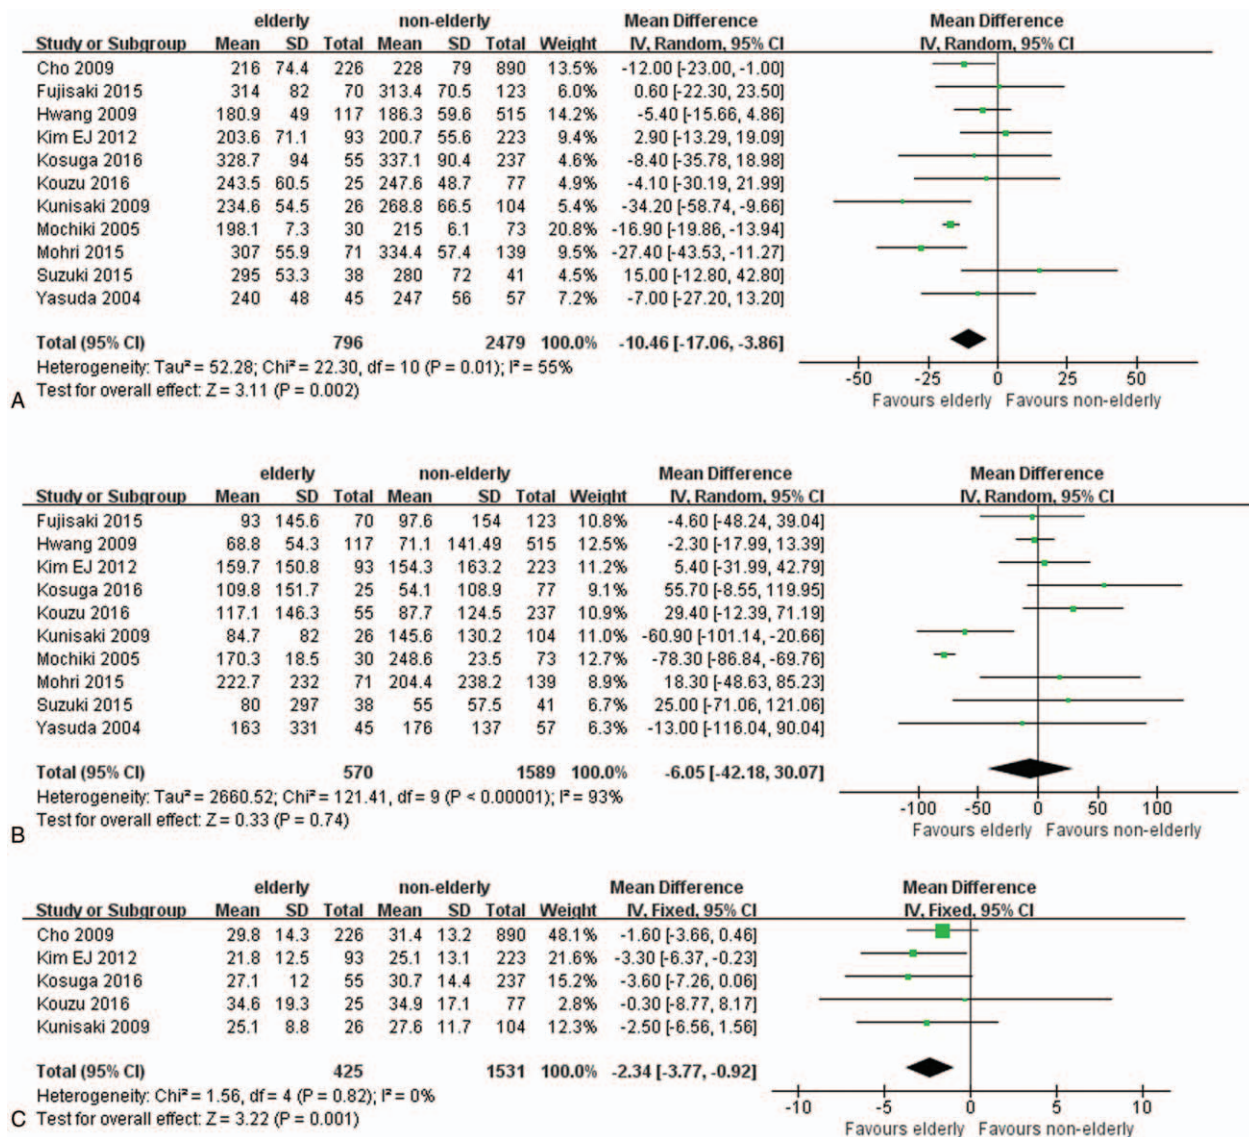 elderly non-elderly Mean Difference Mean Difference
Study or Subgroup Mean SD Total Mean SD Total Weight IV, Random, 95% CI IV, Random, 95% CI
Cho 2009 216 74.4 226 228 79 890 13.5% -12.00 [-23.00, -1.00]
Fujisaki 2015 314 82 70 313.4 70.5 123 6.0% 0.60 [-22.30, 23.50]
Hwang 2009 180.9 49 117 186.3 59.6 515 14.2% -5.40 [-15.66, 4.86]
Kim EJ 2012 203.6 71.1 93 200.7 55.6 223 9.4% 2.90 [-13.29, 19.09]
Kosuga 2016 328.7 94 55 337.1 90.4 237 4.6% -8.40 [-35.78, 18.98]
Kouzu 2016 243.5 60.5 25 247.6 48.7 77 4.9% -4.10 [-30.19, 21.99]
Kunisaki 2009 234.6 54.5 26 268.8 66.5 104 5.4% -34.20 [-58.74, -9.66]
Mochiki 2005 198.1 7.3 30 215 6.1 73 20.8% -16.90 [-19.86, -13.94]
Mohri 2015 307 55.9 71 334.4 57.4 139 9.5% -27.40 [-43.53, -11.27]
Suzuki 2015 295 53.3 38 280 72 41 4.5% 15.00 [-12.80, 42.80]
Yasuda 2004 240 48 45 247 56 57 7.2% -7.00 [-27.20, 13.20]
Total (95% CI) 796 2479 100.0% -10.46 [-17.06, -3.86]
Heterogeneity: Tau² = 52.28; Chi² = 22.30, df = 10 (P = 0.01); I² = 55%
Test for overall effect: Z = 3.11 (P = 0.002)
-50 -25 0 25 50
Favours elderly Favours non-elderly
A
elderly non-elderly Mean Difference Mean Difference
Study or Subgroup Mean SD Total Mean SD Total Weight IV, Random, 95% CI IV, Random, 95% CI
Fujisaki 2015 93 145.6 70 97.6 154 123 10.8% -4.60 [-48.24, 39.04]
Hwang 2009 68.8 54.3 117 71.1 141.49 515 12.5% -2.30 [-17.99, 13.39]
Kim EJ 2012 159.7 150.8 93 154.3 163.2 223 11.2% 5.40 [-31.99, 42.79]
Kosuga 2016 109.8 151.7 25 54.1 108.9 77 9.1% 55.70 [-8.55, 119.95]
Kouzu 2016 117.1 146.3 55 87.7 124.5 237 10.9% 29.40 [-12.39, 71.19]
Kunisaki 2009 84.7 82 26 145.6 130.2 104 11.0% -60.90 [-101.14, -20.66]
Mochiki 2005 170.3 18.5 30 248.6 23.5 73 12.7% -78.30 [-86.84, -69.76]
Mohri 2015 222.7 232 71 204.4 238.2 139 8.9% 18.30 [-48.63, 85.23]
Suzuki 2015 80 297 38 55 57.5 41 6.7% 25.00 [-71.06, 121.06]
Yasuda 2004 163 331 45 176 137 57 6.3% -13.00 [-116.04, 90.04]
Total (95% CI) 570 1589 100.0% -6.05 [-42.18, 30.07]
Heterogeneity: Tau² = 2660.52; Chi² = 121.41, df = 9 (P < 0.00001); I² = 93%
Test for overall effect: Z = 0.33 (P = 0.74)
-100 -50 0 50 100
Favours elderly Favours non-elderly
B
elderly non-elderly Mean Difference Mean Difference
Study or Subgroup Mean SD Total Mean SD Total Weight IV, Fixed, 95% CI IV, Fixed, 95% CI
Cho 2009 29.8 14.3 226 31.4 13.2 890 48.1% -1.60 [-3.66, 0.46]
Kim EJ 2012 21.8 12.5 93 25.1 13.1 223 21.6% -3.30 [-6.37, -0.23]
Kosuga 2016 27.1 12 55 30.7 14.4 237 15.2% -3.60 [-7.26, 0.06]
Kouzu 2016 34.6 19.3 25 34.9 17.1 77 2.8% -0.30 [-8.77, 8.17]
Kunisaki 2009 25.1 8.8 26 27.6 11.7 104 12.3% -2.50 [-6.56, 1.56]
Total (95% CI) 425 1531 100.0% -2.34 [-3.77, -0.92]
Heterogeneity: Chi² = 1.56, df = 4 (P = 0.82); I² = 0%
Test for overall effect: Z = 3.22 (P = 0.001)
-10 -5 0 5 10
Favours elderly Favours non-elderly
C